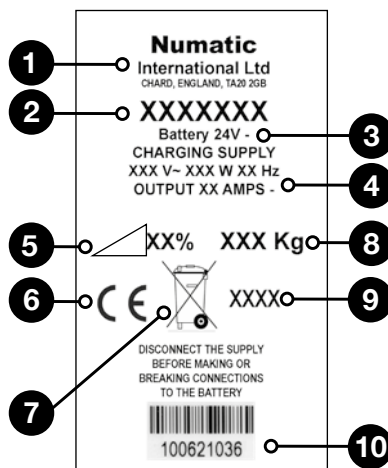 Numatic
1
International Ltd
CHARD, ENGLAND, TA20 2GB
2
XXXXXXX
Battery 24V -
3
CHARGING SUPPLY
XXX V~ XXX W XX Hz
4
OUTPUT XX AMPS -
5
XX%
XXX Kg
8
6
CE
XXXX
9
7
DISCONNECT THE SUPPLY
BEFORE MAKING OR
BREAKING CONNECTIONS
TO THE BATTERY
100621036
10